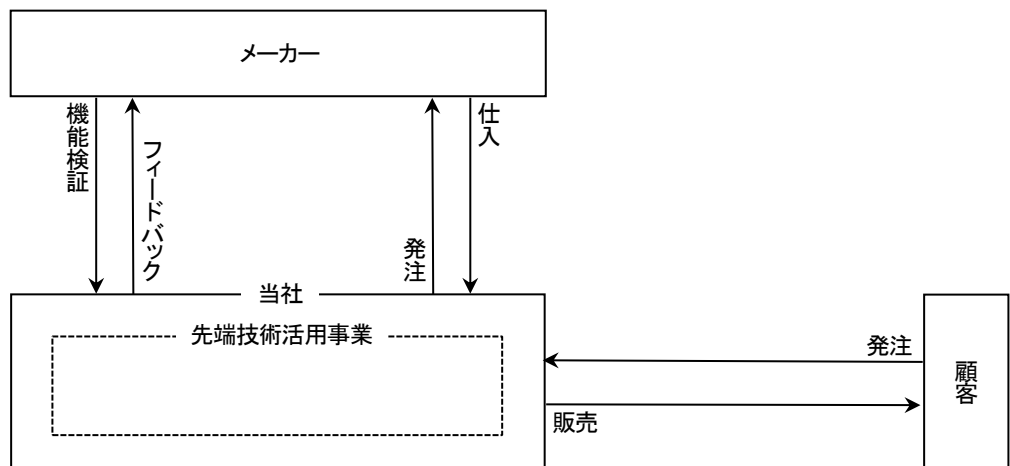 メーカー
機能検証
フィードバック
発注
仕入
当社
先端技術活用事業
発注
顧客
販売